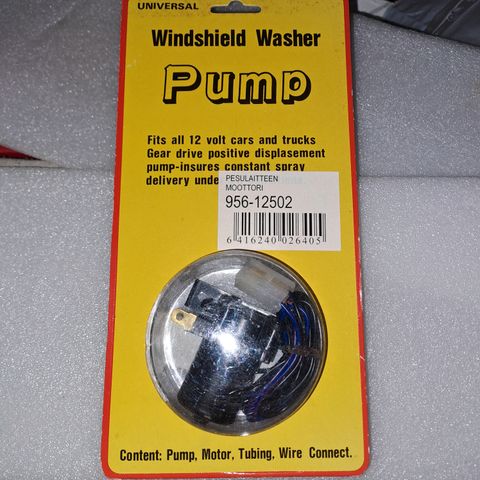 UNIVERSAL
Windshield Washer
Pump
Fits all 12 volt cars and trucks
Gear drive positive displasement
pump-insures constant spray
delivery unde
PESULAITTEEN
MOOTTORI
956-12502
6 416240 026405
Content: Pump, Motor, Tubing, Wire Connect.